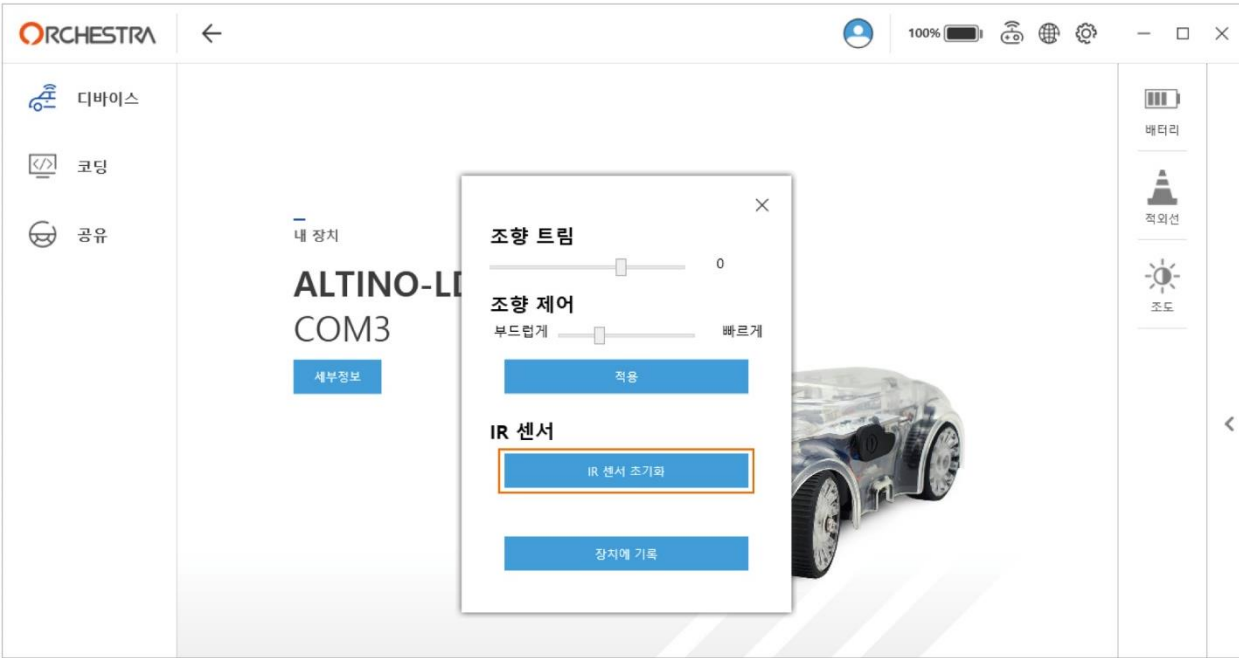 ORCHESTRA
100%
디바이스
코딩
공유
내 장치
ALTINO-LI
COM3
세부정보
조향 트림
0
조향 제어
부드럽게 빠르게
적용
IR 센서
IR 센서 초기화
장치에 기록
배터리
적외선
조도